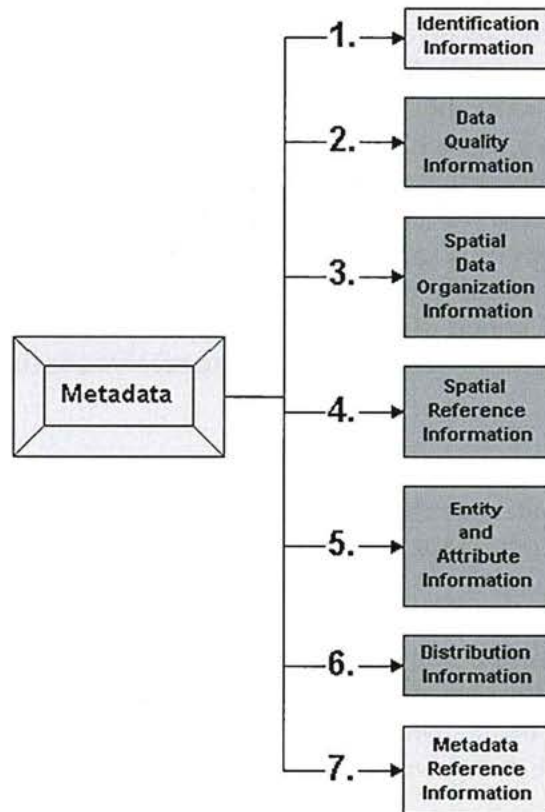 1.
Identification
Information
2.
Data
Quality
Information
3.
Spatial
Data
Organization
Information
Metadata
4.
Spatial
Reference
Information
5.
Entity
and
Attribute
Information
6.
Distribution
Information
7.
Metadata
Reference
Information